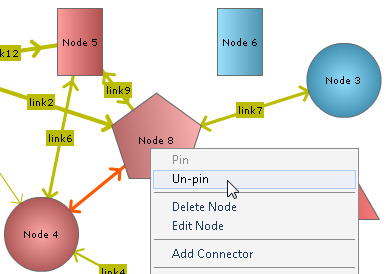 Node 5
Node 6
k12
Node 3
link9
link2
link7
link6
Node 8
Pin
Un-pin
Delete Node
Edit Node
Node 4
Add Connector
link4